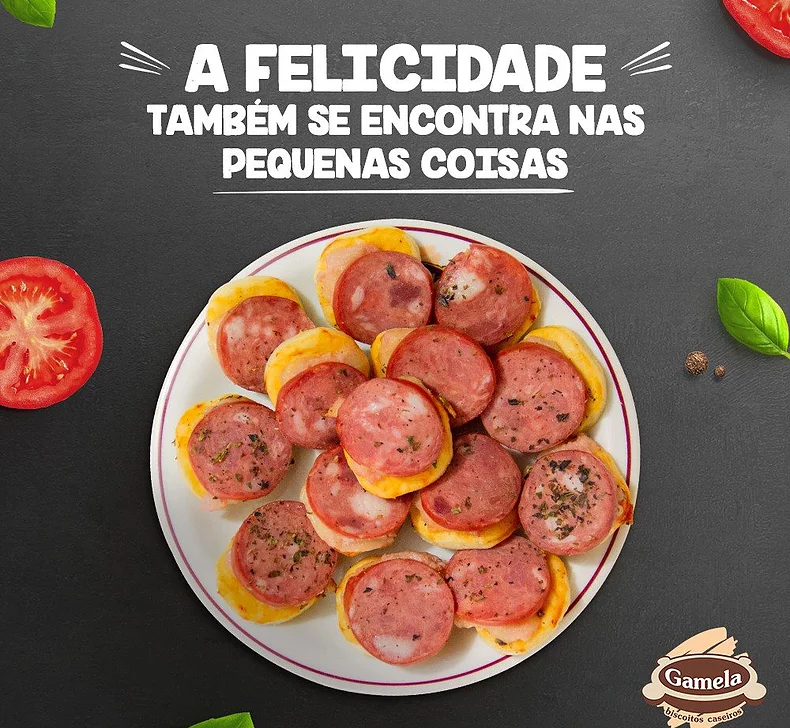 A FELICIDADE
TAMBÉM SE ENCONTRA NAS
PEQUENAS COISAS
Gamela
biscoitos caseiros